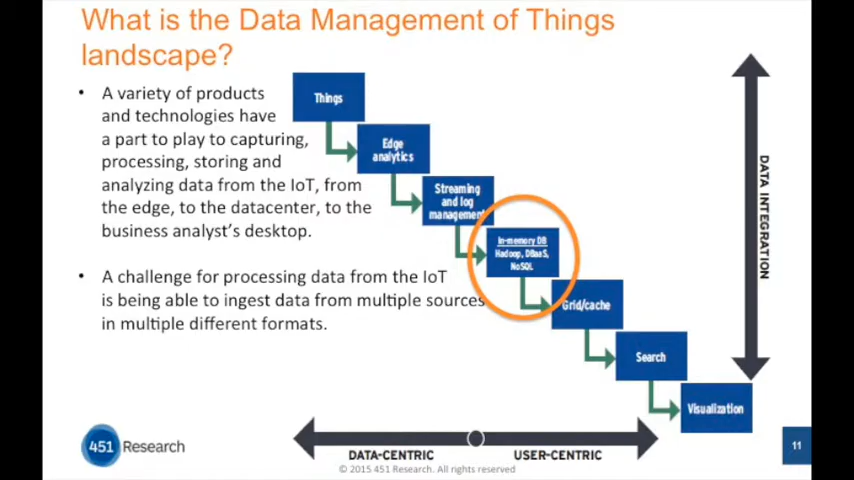 What is the Data Management of Things
landscape?
• A variety of products
and technologies have
a part to play to capturing,
processing, storing and
analyzing data from the IoT, from
the edge, to the datacenter, to the
business analyst's desktop.
• A challenge for processing data from the IoT
is being able to ingest data from multiple sources
in multiple different formats.
Things
Edge
analytics
Streaming
and log
management
In-memory DB
Hadoop, DBaaS,
NoSQL
Grid/cache
Search
Visualization
DATA INTEGRATION
DATA-CENTRIC
USER-CENTRIC
451 Research
© 2015 451 Research. All rights reserved
11